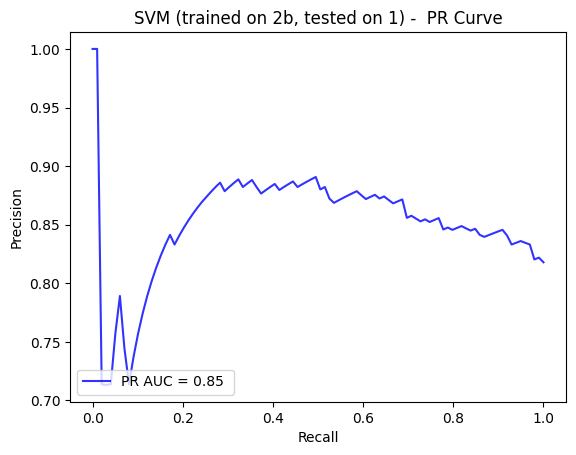 SVM (trained on 2b, tested on 1) -  PR Curve
1.00
0.95
0.90
0.85
0.80
0.75
0.70
Precision
PR AUC = 0.85
0.0 0.2 0.4 0.6 0.8 1.0
Recall